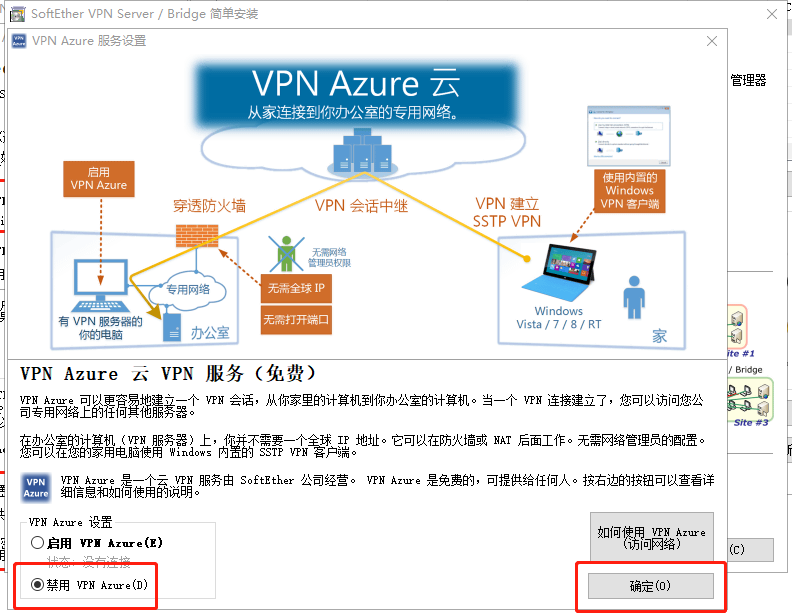 SoftEther VPN Server / Bridge 简单安装
VPN Azure 服务设置
VPN Azure 云
从家连接到你办公室的专用网络。
管理器
启用
VPN Azure
穿透防火墙
VPN 会话中继
VPN 建立
SSTP VPN
使用内置的
Windows
VPN 客户端
无需网络
管理员权限
专用网络
无需全球 IP
无需打开端口
有 VPN 服务器的
你的电脑
办公室
Windows
Vista / 7 / 8 / RT
家
ite #1
/ Bridge
Site #3
VPN Azure 云 VPN 服务（免费）
VPN Azure 可以更容易地建立一个 VPN 会话，从你家里的计算机到你办公室的计算机。当一个 VPN 连接建立了，您可以访问您公
司专用网络上的任何其他服务器。
在办公室的计算机（VPN 服务器）上，你并不需要一个全球 IP 地址。它可以在防火墙或 NAT 后面工作。无需网络管理员的配置。
您可以在您的家用电脑使用 Windows 内置的 SSTP VPN 客户端。
VPN
Azure
VPN Azure 是一个云 VPN 服务由 SoftEther 公司经营。 VPN Azure 是免费的，可提供给任何人。按右边的按钮可以查看详
细信息和如何使用的说明。
VPN Azure 设置
启用 VPN Azure(E)
状态: 没有连接
禁用 VPN Azure(D)
如何使用 VPN Azure
(访问网络)
(C)
确定(O)